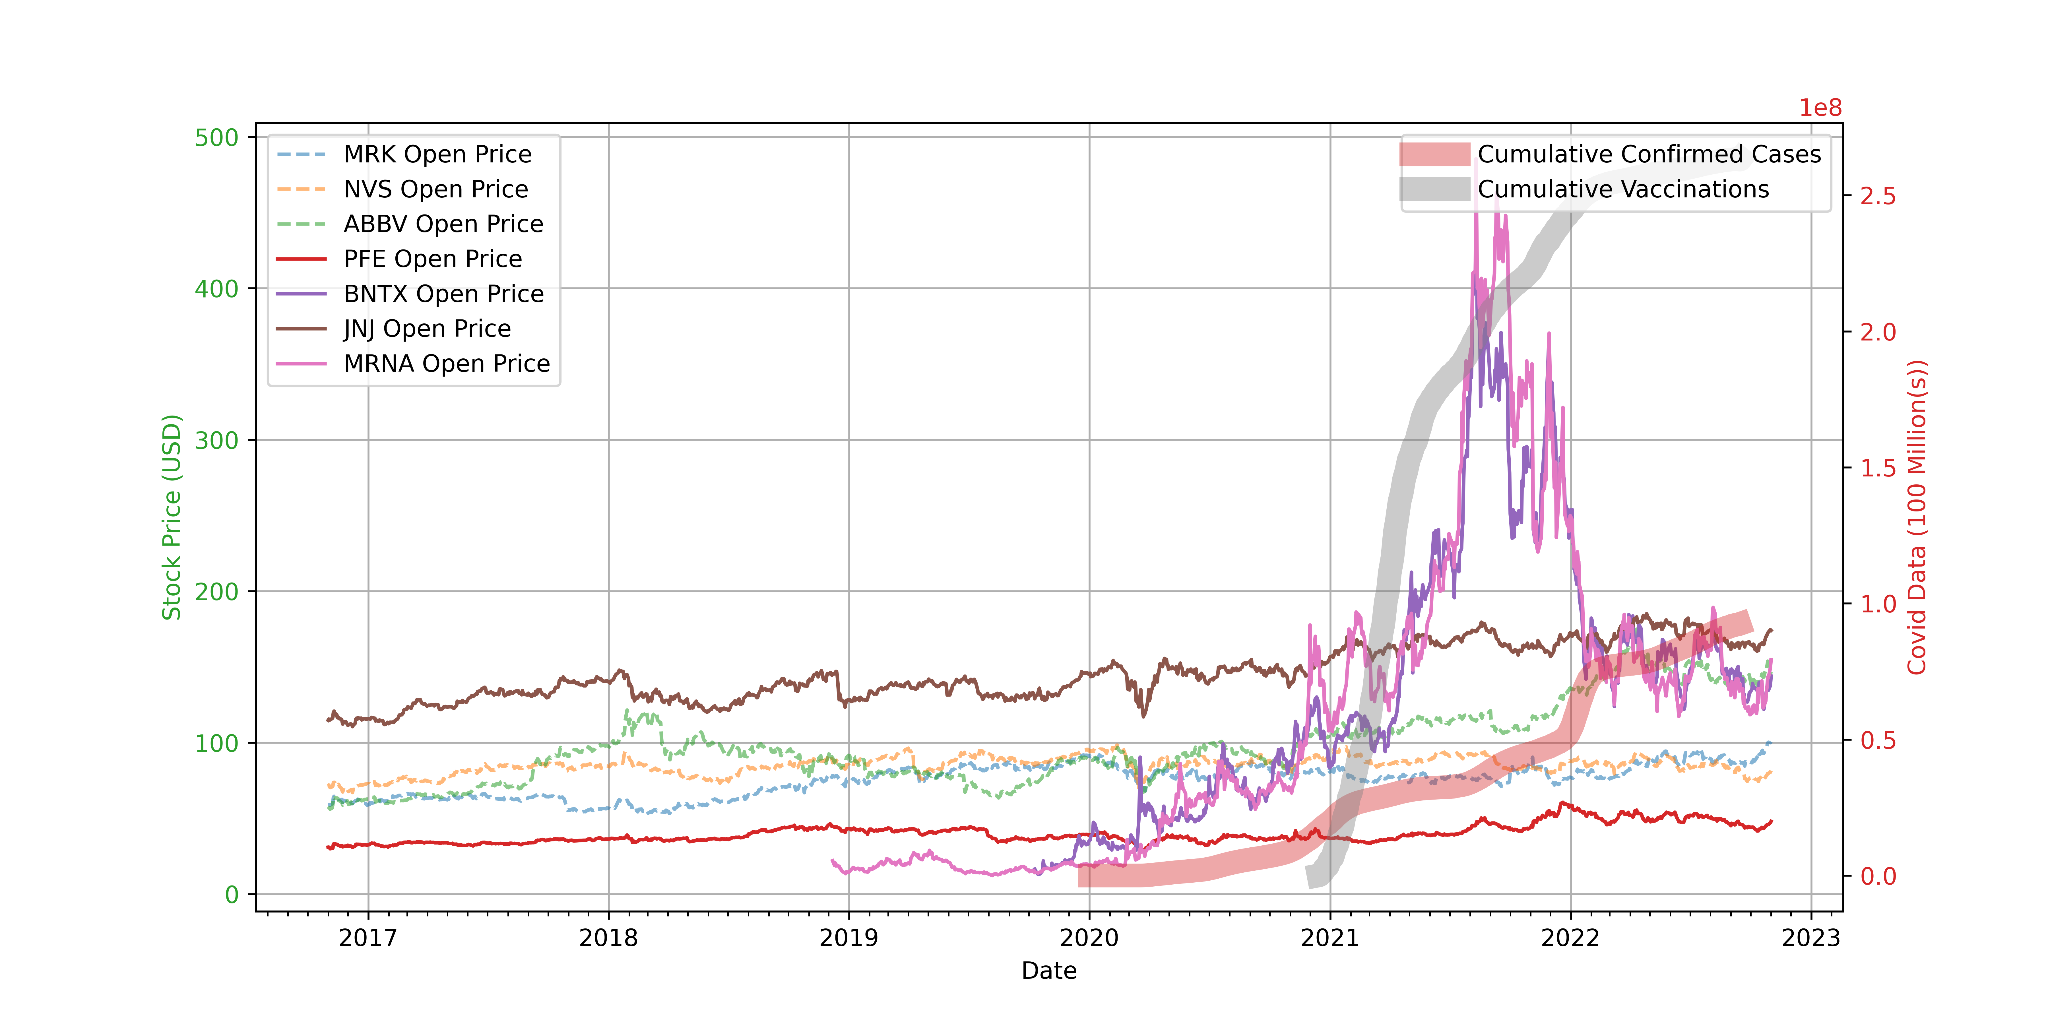 1e8
500
400
300
200
100
0
Stock Price (USD)
MRK Open Price
NVS Open Price
ABBV Open Price
PFE Open Price
BNTX Open Price
JNJ Open Price
MRNA Open Price
Cumulative Confirmed Cases
Cumulative Vaccinations
2.5
2.0
1.5
1.0
0.5
0.0
Covid Data (100 Million(s))
2017 2018 2019 2020 2021 2022 2023
Date